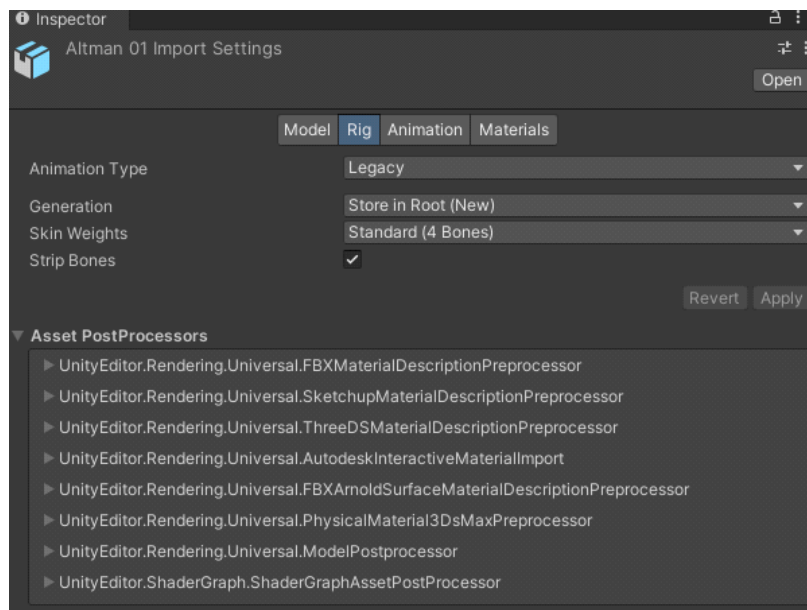 Inspector
Altman 01 Import Settings
Open
Model Rig Animation Materials
Animation Type Legacy
Generation Store in Root (New)
Skin Weights Standard (4 Bones)
Strip Bones
Revert Apply
Asset PostProcessors
UnityEditor.Rendering.Universal.FBXMaterialDescriptionPreprocessor
UnityEditor.Rendering.Universal.SketchupMaterialDescriptionPreprocessor
UnityEditor.Rendering.Universal.ThreeDSMaterialDescriptionPreprocessor
UnityEditor.Rendering.Universal.AutodeskInteractiveMaterialImport
UnityEditor.Rendering.Universal.FBXArnoldSurfaceMaterialDescriptionPreprocessor
UnityEditor.Rendering.Universal.PhysicalMaterial3DsMaxPreprocessor
UnityEditor.Rendering.Universal.ModelPostprocessor
UnityEditor.ShaderGraph.ShaderGraphAssetPostProcessor